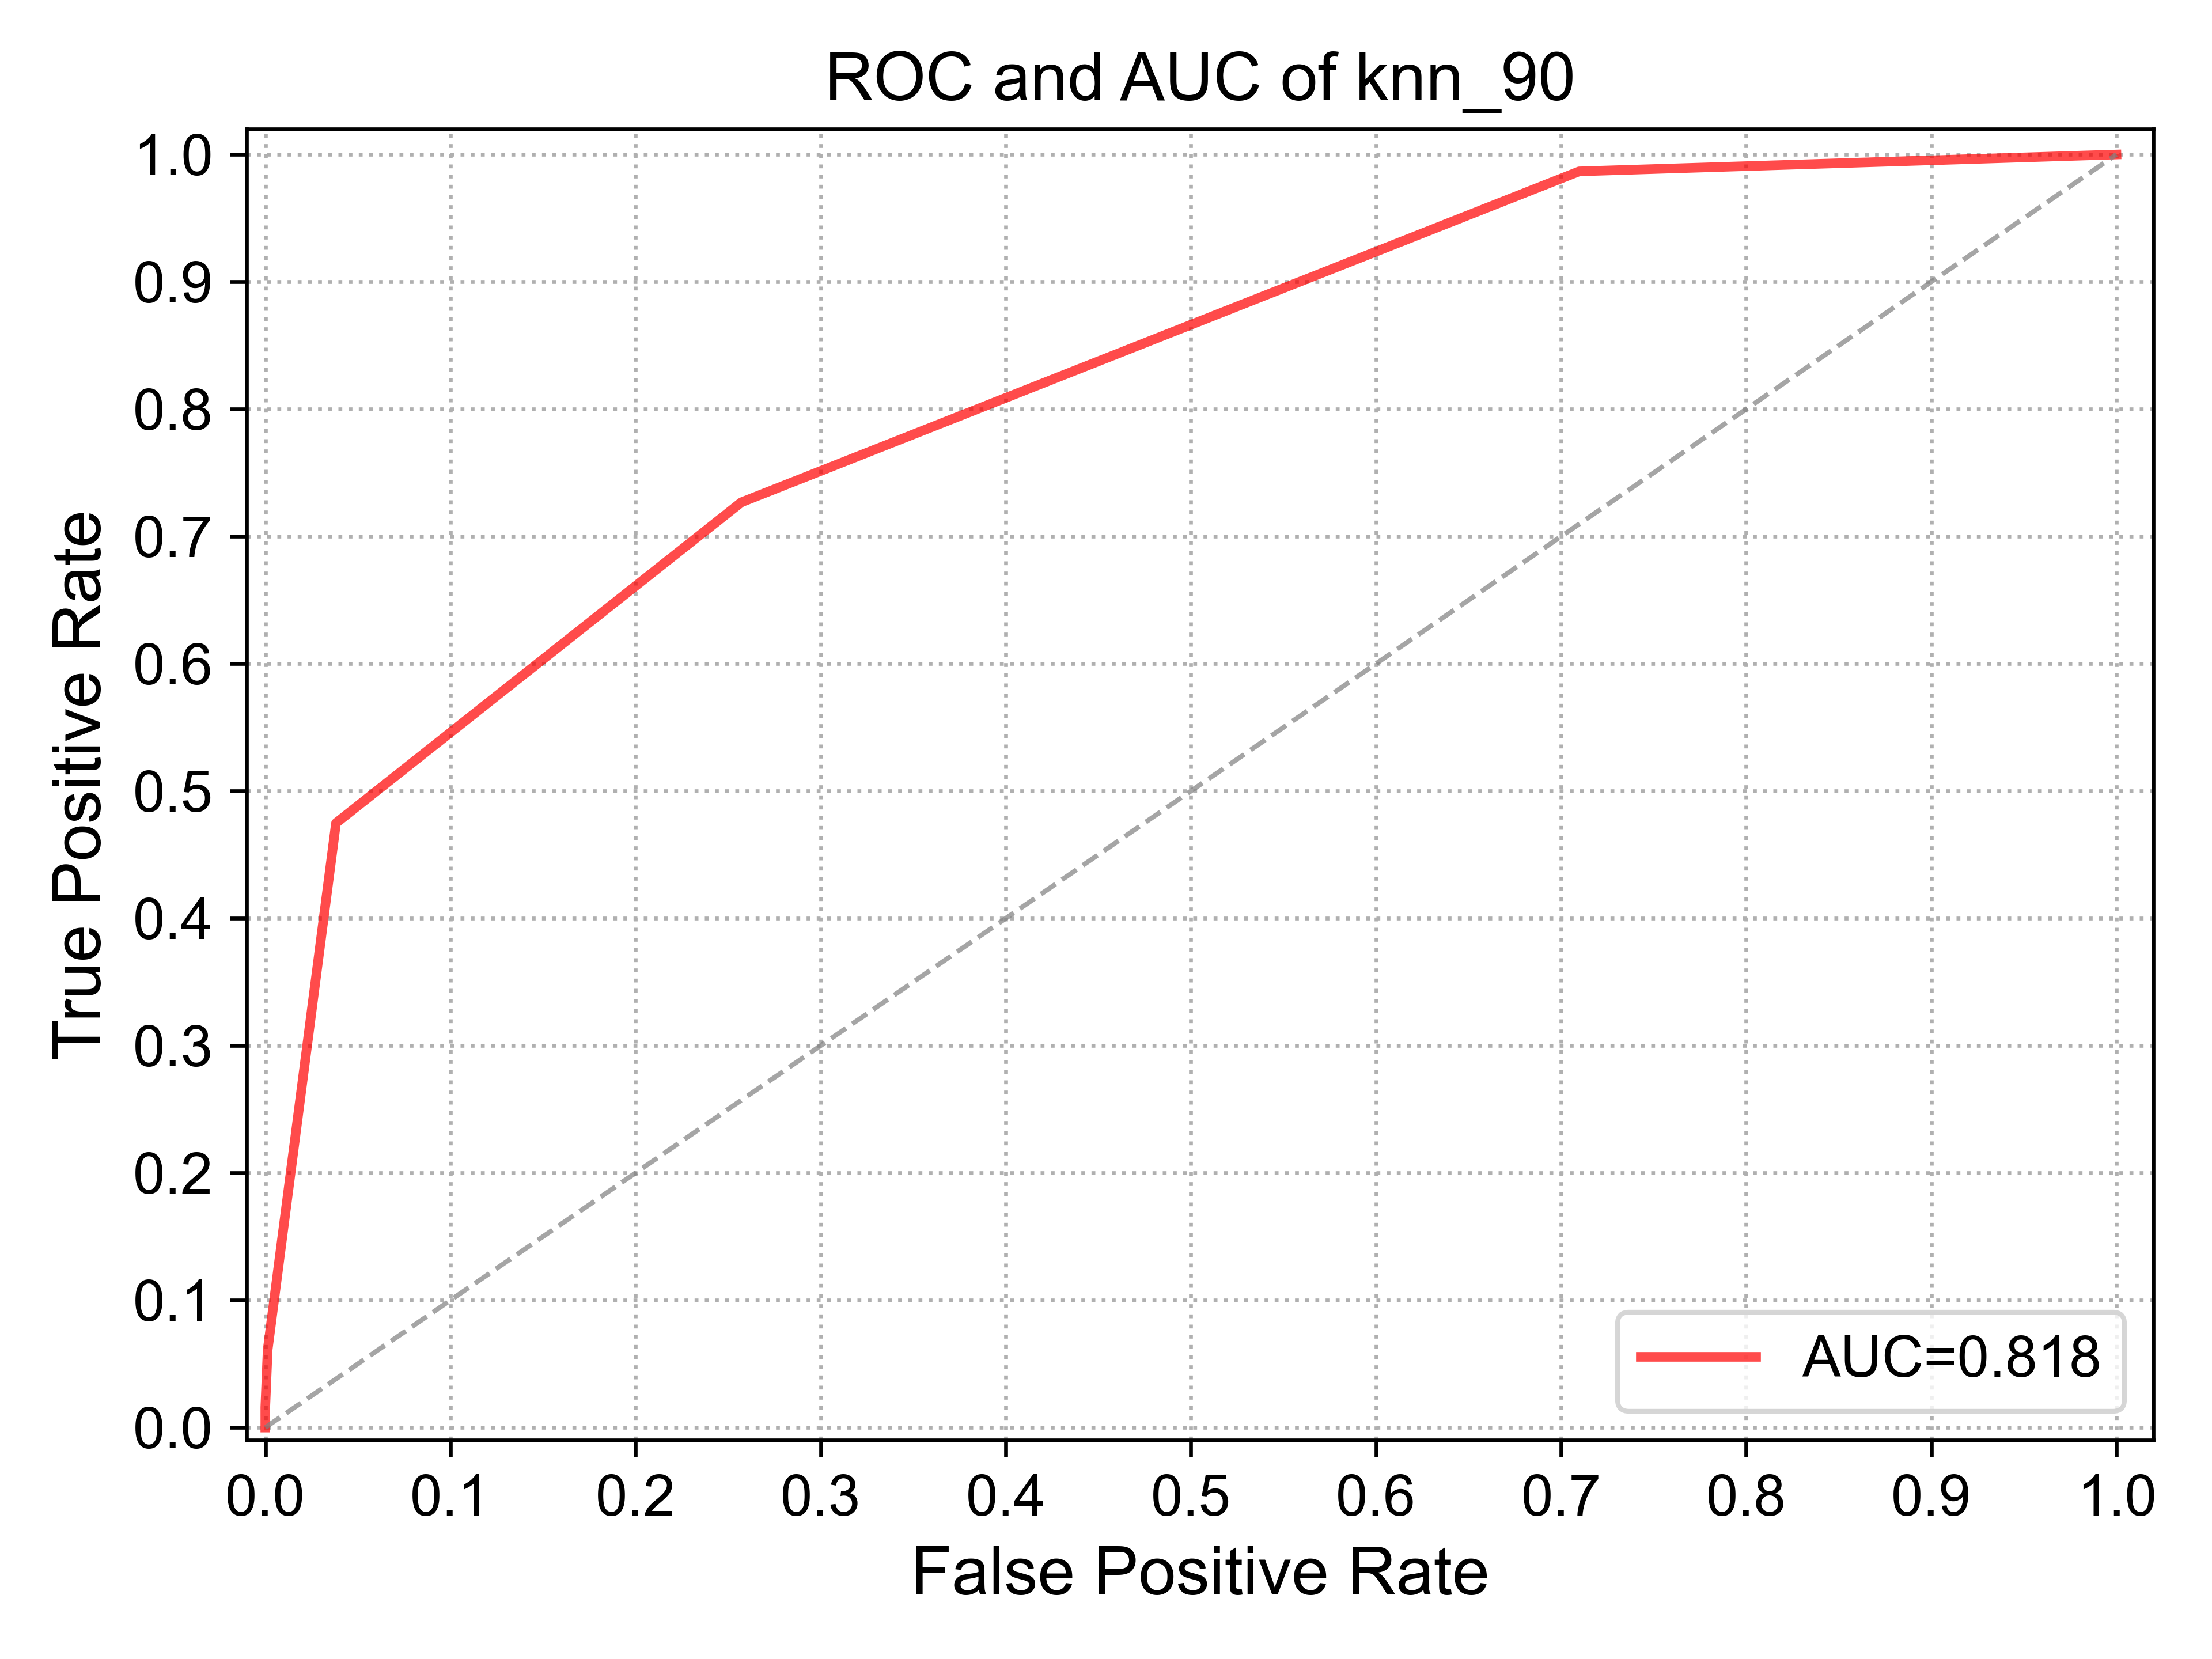 ROC and AUC of knn_90
True Positive Rate
1.0
0.9
0.8
0.7
0.6
0.5
0.4
0.3
0.2
0.1
0.0
AUC=0.818
0.0 0.1 0.2 0.3 0.4 0.5 0.6 0.7 0.8 0.9 1.0
False Positive Rate